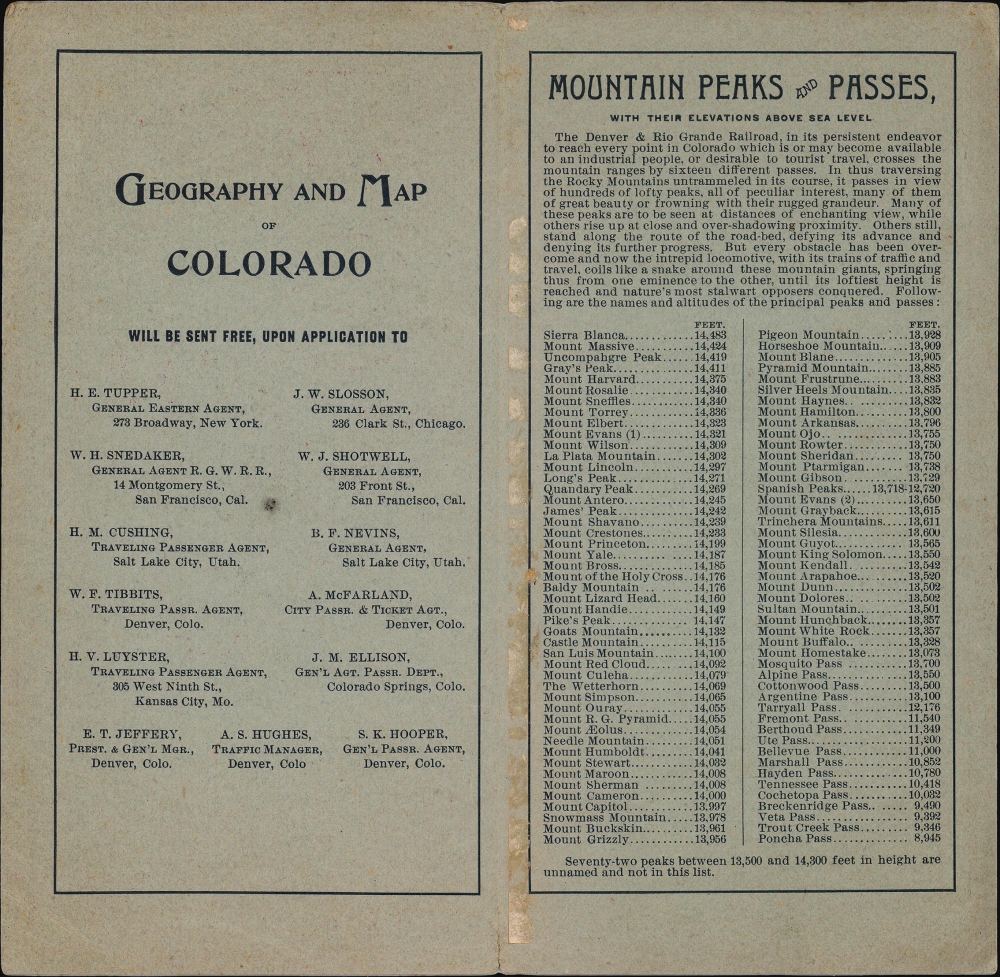 GEOGRAPHY AND MAP
OF
COLORADO
WILL BE SENT FREE, UPON APPLICATION TO
H. E. TUPPER,
GENERAL EASTERN AGENT,
273 Broadway, New York.
J. W. SLOSSON,
GENERAL AGENT,
236 Clark St., Chicago.
W. H. SNEDAKER,
GENERAL AGENT R. G. W. R. R.,
14 Montgomery St.,
San Francisco, Cal.
W. J. SHOTWELL,
GENERAL AGENT,
203 Front St.,
San Francisco, Cal.
H. M. CUSHING,
TRAVELING PASSENGER AGENT,
Salt Lake City, Utah.
B. F. NEVINS,
GENERAL AGENT,
Salt Lake City, Utah.
W. F. TIBBITS,
TRAVELING PASSR. AGENT,
Denver, Colo.
A. McFARLAND,
CITY PASSR. & TICKET AGT.,
Denver, Colo.
H. V. LUYSTER,
TRAVELING PASSENGER AGENT,
305 West Ninth St.,
Kansas City, Mo.
J. M. ELLISON,
GEN'L AGT. PASSR. DEPT.,
Colorado Springs, Colo.
E. T. JEFFERY,
PREST. & GEN'L MGR.,
Denver, Colo.
A. S. HUGHES,
TRAFFIC MANAGER,
Denver, Colo
S. K. HOOPER,
GEN'L PASSR. AGENT,
Denver, Colo.
MOUNTAIN PEAKS AND PASSES,
WITH THEIR ELEVATIONS ABOVE SEA LEVEL
The Denver & Rio Grande Railroad, in its persistent endeavor
to reach every point in Colorado which is or may become available
to an industrial people, or desirable to tourist travel, crosses the
mountain ranges by sixteen different passes. In thus traversing
the Rocky Mountains untrammeled in its course, it passes in view
of hundreds of lofty peaks, all of peculiar interest, many of them
of great beauty or frowning with their rugged grandeur. Many of
these peaks are to be seen at distances of enchanting view, while
others rise up at close and over-shadowing proximity. Others still,
stand along the route of the road-bed, defying its advance and
denying its further progress. But every obstacle has been over-
come and now the intrepid locomotive, with its trains of traffic and
travel, coils like a snake around these mountain giants, springing
thus from one eminence to the other, until its loftiest height is
reached and nature's most stalwart opposers conquered. Follow-
ing are the names and altitudes of the principal peaks and passes:
FEET.
Sierra Blanca............14,483
Mount Massive..........14,424
Uncompahgre Peak.....14,419
Gray's Peak..............14,411
Mount Harvard..........14,375
Mount Rosalie...........14,340
Mount Sneffles..........14,340
Mount Torrey............14,336
Mount Elbert............14,323
Mount Evans (1)........14,321
Mount Wilson...........14,309
La Plata Mountain.....14,302
Mount Lincoln..........14,297
Long's Peak.............14,271
Quandary Peak.........14,269
Mount Antero...........14,245
James' Peak.............14,242
Mount Shavano.........14,239
Mount Crestones........14,233
Mount Princeton........14,199
Mount Yale..............14,187
Mount Bross.............14,185
Mount of the Holy Cross..14,176
Baldy Mountain .. ......14,176
Mount Lizard Head.....14,160
Mount Handie...........14,149
Pike's Peak..............14,147
Goats Mountain.........14,132
Castle Mountain.........14,115
San Luis Mountain......14,100
Mount Red Cloud........14,092
Mount Culeha...........14,079
The Wetterhorn.........14,069
Mount Simpson.........14,065
Mount Ouray............14,055
Mount R. G. Pyramid....14,055
Mount Æolus............14,054
Needle Mountain........14,051
Mount Humboldt........14,041
Mount Stewart..........14,032
Mount Maroon..........14,008
Mount Sherman ........14,008
Mount Cameron.........14,000
Mount Capitol...........13,997
Snowmass Mountain.....13,978
Mount Buckskin.........13,961
Mount Grizzly...........13,956
FEET.
Pigeon Mountain.........13,928
Horseshoe Mountain....13,909
Mount Blane.............13,905
Pyramid Mountain.......13,885
Mount Frustrune........13,883
Silver Heels Mountain...13,835
Mount Haynes..........13,832
Mount Hamilton........13,800
Mount Arkansas........13,796
Mount Ojo..............13,755
Mount Rowter..........13,750
Mount Sheridan........13,750
Mount Ptarmigan......13,738
Mount Gibson..........13,729
Spanish Peaks.....13,718-12,720
Mount Evans (2)........13,650
Mount Grayback........13,615
Trinchera Mountains.....13,611
Mount Silesia............13,600
Mount Guyot............13,565
Mount King Solomon....13,550
Mount Kendall..........13,542
Mount Arapahoe........13,520
Mount Dunn............13,502
Mount Dolores..........13,502
Sultan Mountain........13,501
Mount Hunchback.......13,357
Mount White Rock......13,357
Mount Buffalo..........13,328
Mount Homestake......13,073
Mosquito Pass .........13,700
Alpine Pass.............13,550
Cottonwood Pass.......13,500
Argentine Pass.........13,100
Tarryall Pass...........12,176
Fremont Pass...........11,540
Berthoud Pass..........11,349
Ute Pass................11,200
Bellevue Pass..........11,000
Marshall Pass..........10,852
Hayden Pass...........10,780
Tennessee Pass.........10,418
Cochetopa Pass.........10,032
Breckenridge Pass.......9,490
Veta Pass...............9,392
Trout Creek Pass........9,346
Poncha Pass............8,945
Seventy-two peaks between 13,500 and 14,300 feet in height are
unnamed and not in this list.